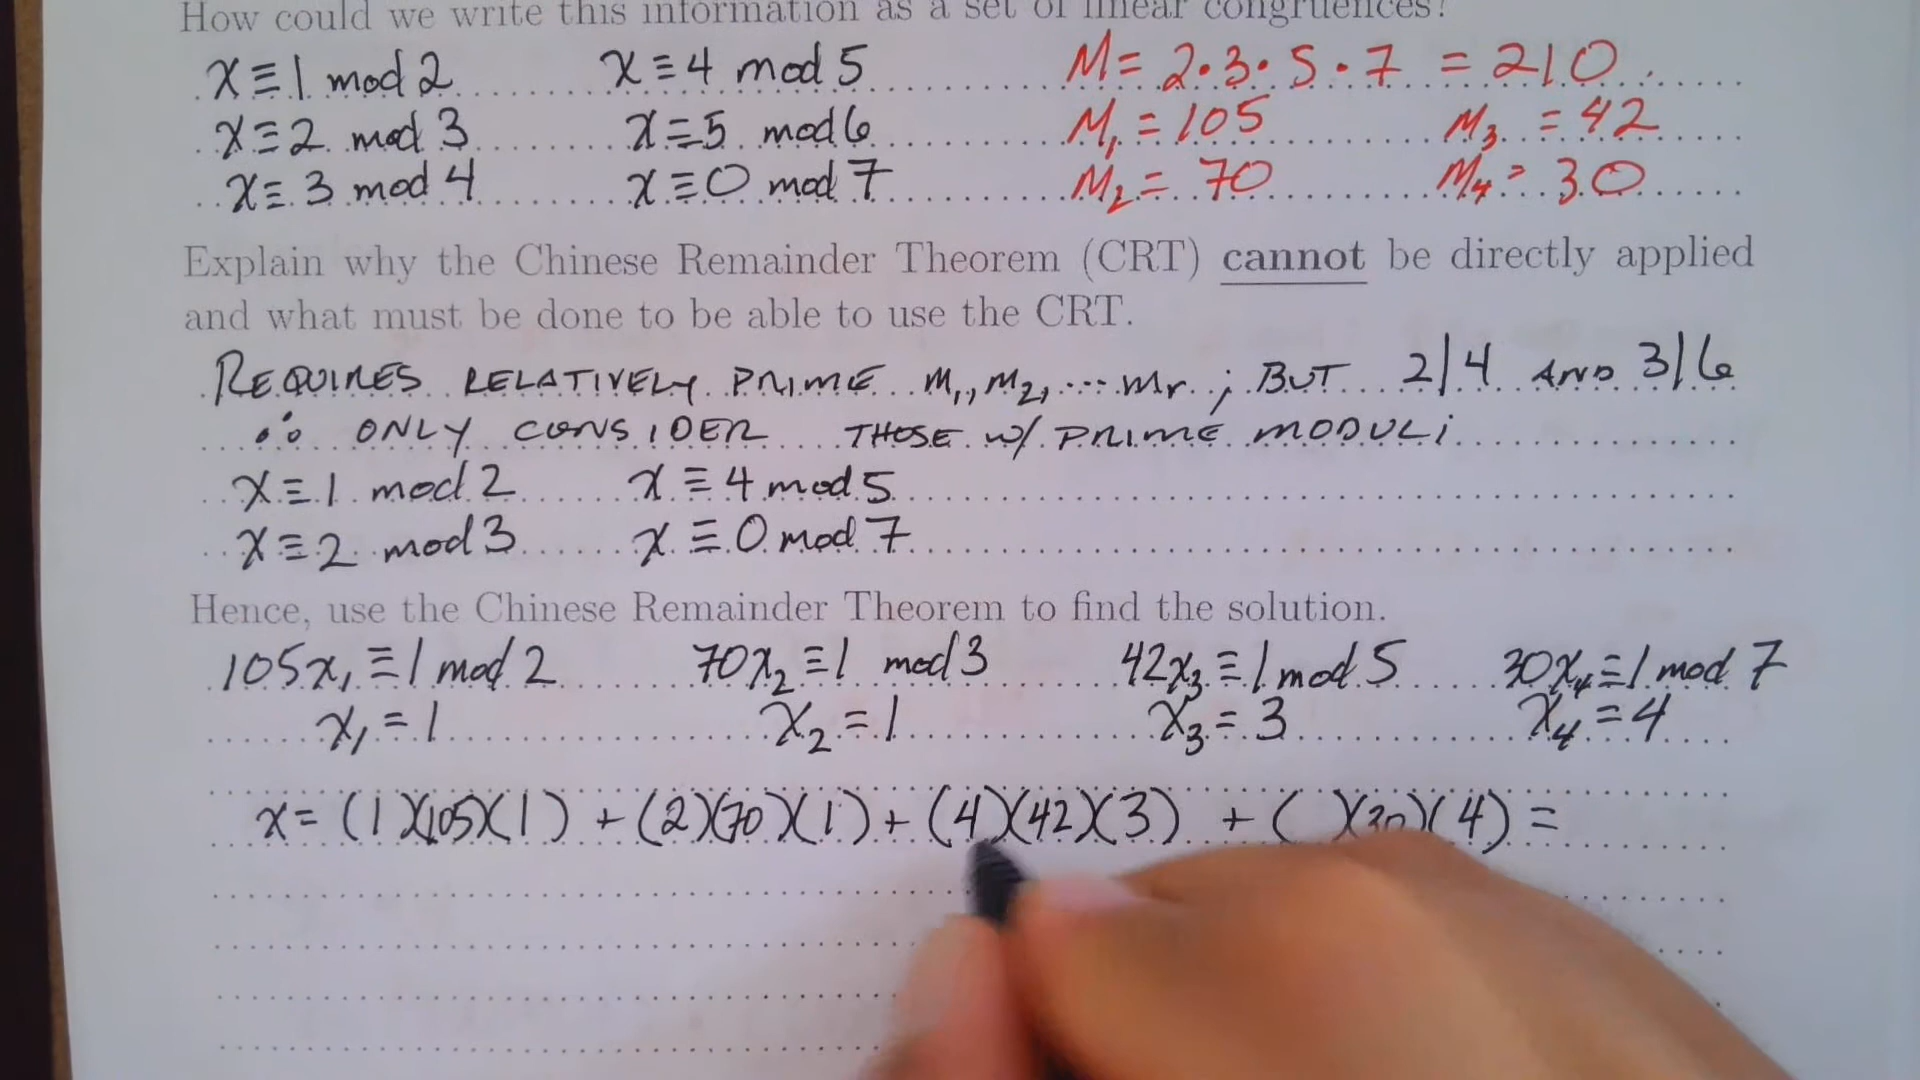 How could we write this information as a set of linear congruences?
x ≡ 1 mod 2 x ≡ 4 mod 5 M = 2·3·5·7 = 210
x ≡ 2 mod 3 x ≡ 5 mod 6 M₁ = 105 M₃ = 42
x ≡ 3 mod 4 x ≡ 0 mod 7 M₂ = 70 M₄ = 30
Explain why the Chinese Remainder Theorem (CRT) cannot be directly applied
and what must be done to be able to use the CRT.
REQUIRES RELATIVELY PRIME m₁, m₂, ... mr ; BUT 2|4 AND 3|6
∴ ONLY CONSIDER THOSE W/ PRIME MODULI
x ≡ 1 mod 2 x ≡ 4 mod 5
x ≡ 2 mod 3 x ≡ 0 mod 7
Hence, use the Chinese Remainder Theorem to find the solution.
105x₁ ≡ 1 mod 2 70x₂ ≡ 1 mod 3 42x₃ ≡ 1 mod 5 30x₄ ≡ 1 mod 7
x₁ = 1 x₂ = 1 x₃ = 3 x₄ = 4
x = (1)(105)(1) + (2)(70)(1) + (4)(42)(3) + ( )(30)(4) =